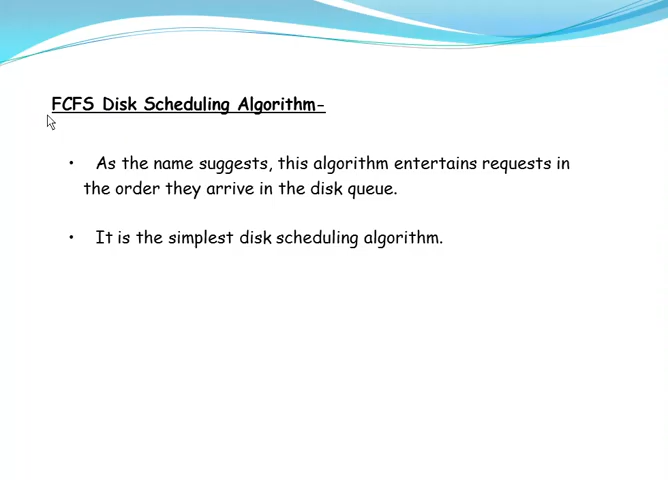 FCFS Disk Scheduling Algorithm-
• As the name suggests, this algorithm entertains requests in
the order they arrive in the disk queue.
• It is the simplest disk scheduling algorithm.